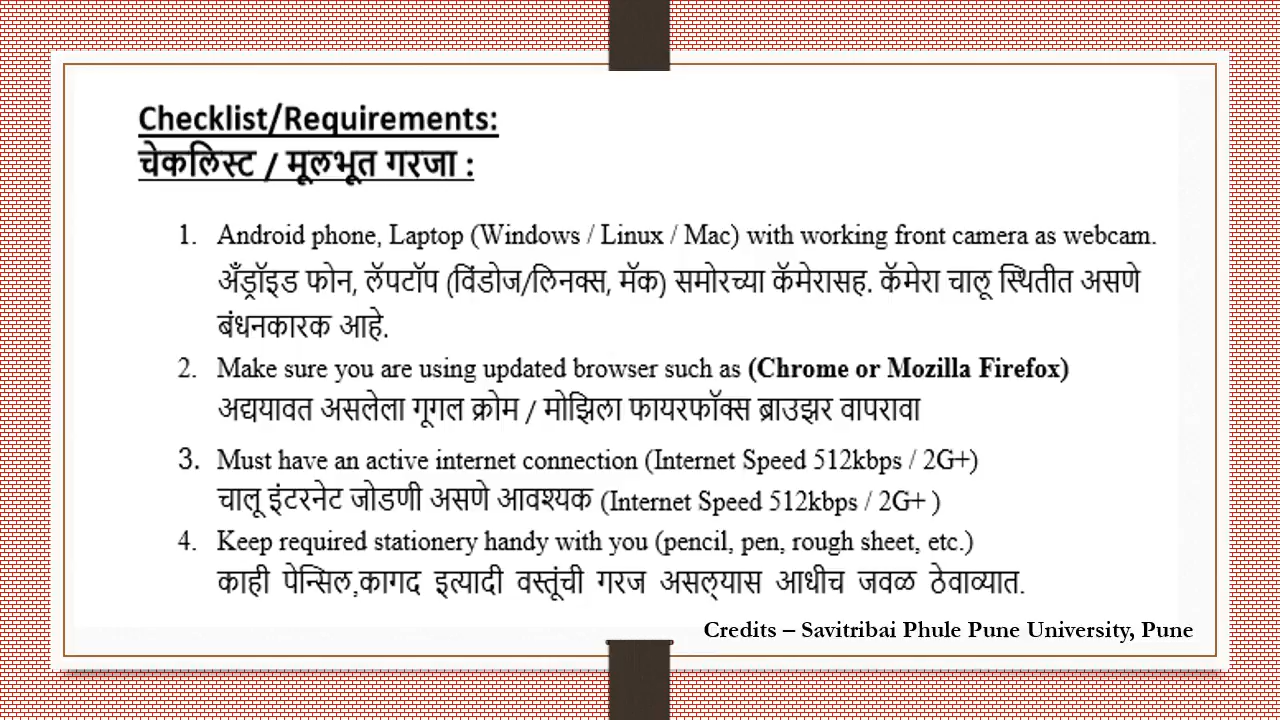 Checklist/Requirements:
चेकलिस्ट / मूलभूत गरजा :
1. Android phone, Laptop (Windows / Linux / Mac) with working front camera as webcam.
अँड्रॉइड फोन, लॅपटॉप (विंडोज/लिनक्स, मॅक) समोरच्या कॅमेरासह. कॅमेरा चालू स्थितीत असणे
बंधनकारक आहे.
2. Make sure you are using updated browser such as (Chrome or Mozilla Firefox)
अद्ययावत असलेला गूगल क्रोम / मोझिला फायरफॉक्स ब्राउझर वापरावा
3. Must have an active internet connection (Internet Speed 512kbps / 2G+)
चालू इंटरनेट जोडणी असणे आवश्यक (Internet Speed 512kbps / 2G+ )
4. Keep required stationery handy with you (pencil, pen, rough sheet, etc.)
काही पेन्सिल,कागद इत्यादी वस्तूंची गरज असल्यास आधीच जवळ ठेवाव्यात.
Credits – Savitribai Phule Pune University, Pune